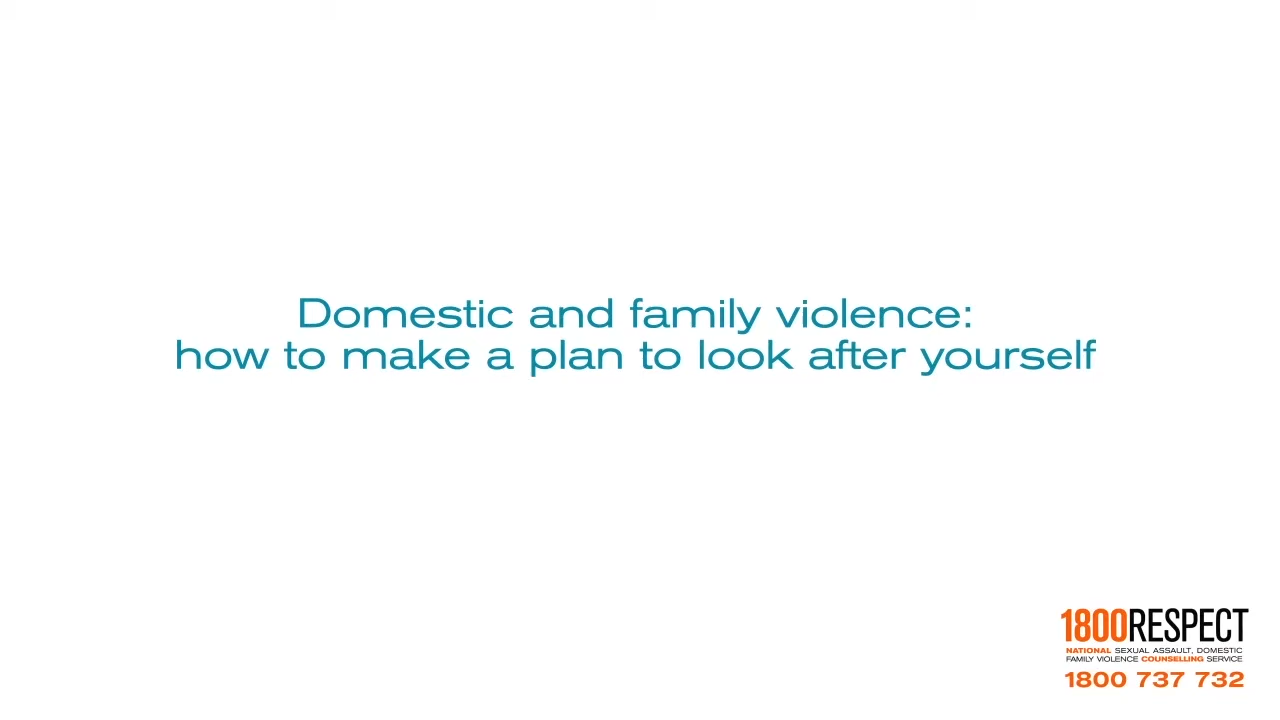 Domestic and family violence:
how to make a plan to look after yourself
1800RESPECT
NATIONAL SEXUAL ASSAULT, DOMESTIC
FAMILY VIOLENCE COUNSELLING SERVICE
1800 737 732